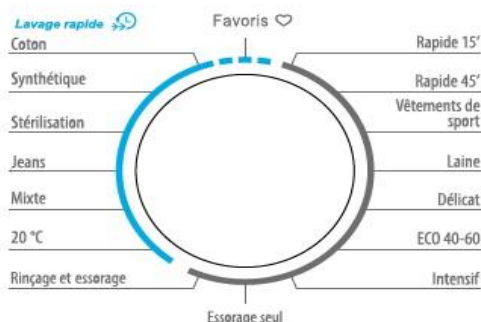 Lavage rapide
Favoris
Coton
Synthétique
Stérilisation
Jeans
Mixte
20 °C
Rinçage et essorage
Essorage seul
Rapide 15’
Rapide 45’
Vêtements de
sport
Laine
Délicat
ECO 40-60
Intensif